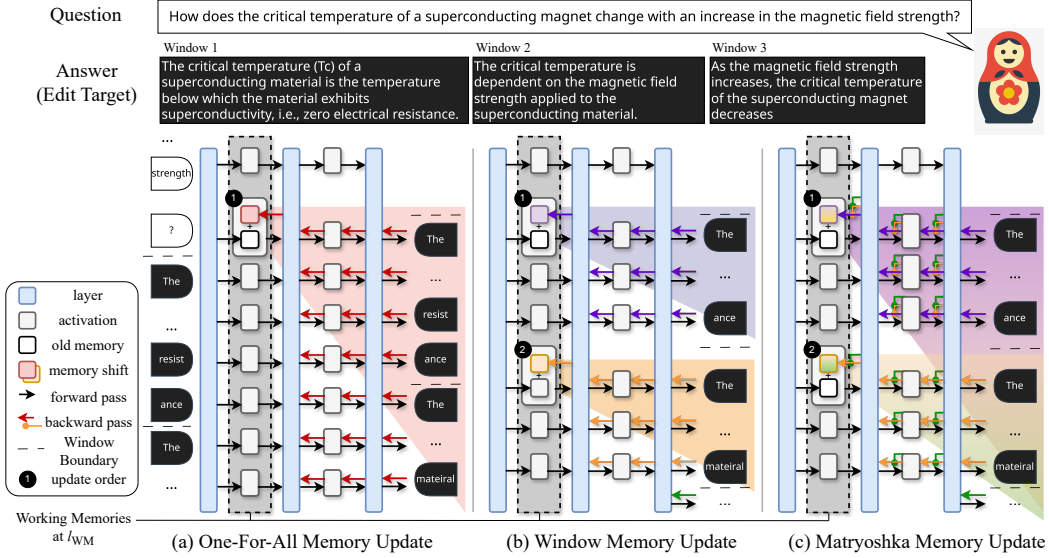 Question
How does the critical temperature of a superconducting magnet change with an increase in the magnetic field strength?
Answer
(Edit Target)
Window 1
The critical temperature (Tc) of a
superconducting material is the temperature
below which the material exhibits
superconductivity, i.e., zero electrical resistance.
Window 2
The critical temperature is
dependent on the magnetic field
strength applied to the
superconducting material.
Window 3
As the magnetic field strength
increases, the critical temperature
of the superconducting magnet
decreases
...
strength
?
The
...
resist
ance
The
...
layer
activation
old memory
memory shift
forward pass
backward pass
Window
Boundary
1
update order
Working Memories
at lWM
1
+
The
...
resist
ance
The
...
mateiral
(a) One-For-All Memory Update
1
+
2
+
The
...
ance
The
...
mateiral
...
(b) Window Memory Update
1
+
2
+
The
...
ance
The
...
mateiral
...
(c) Matryoshka Memory Update